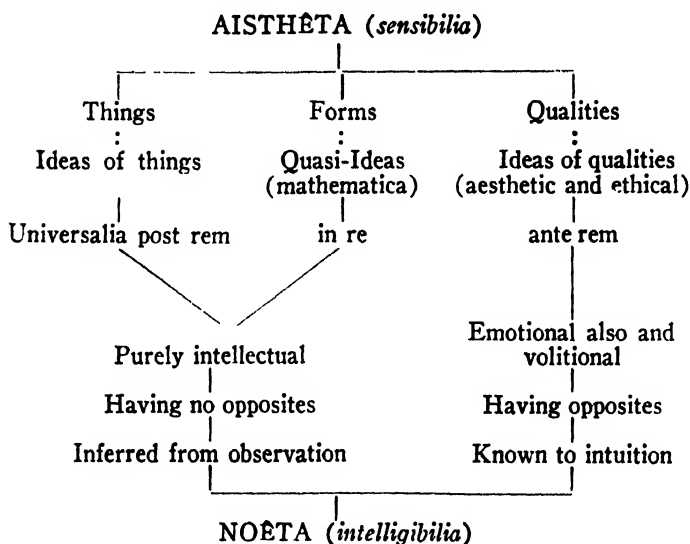 AISTHÊTA (sensibilia)
Things Forms Qualities
Ideas of things Quasi-Ideas Ideas of qualities
(mathematica) (aesthetic and ethical)
Universalia post rem in re ante rem
Emotional also and
Purely intellectual volitional
Having no opposites Having opposites
Inferred from observation Known to intuition
NOÊTA (intelligibilia)